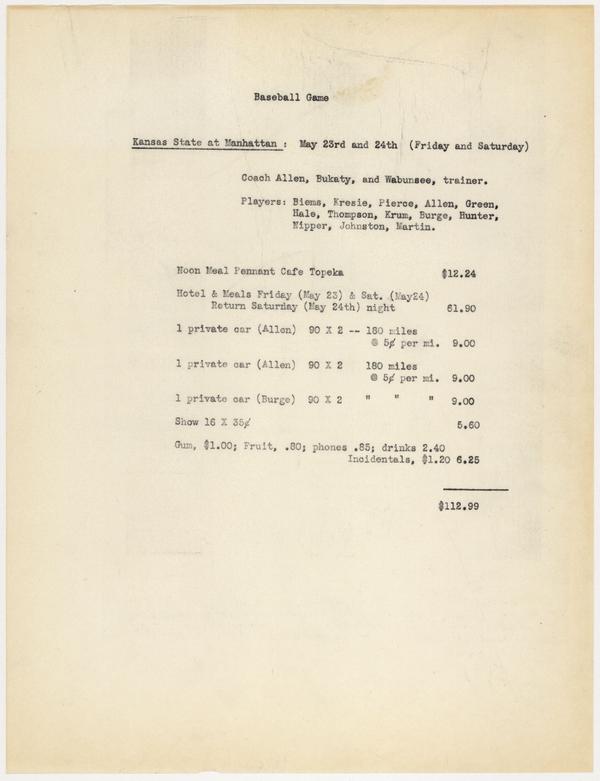 Baseball Game
Kansas State at Manhattan : May 23rd and 24th (Friday and Saturday)
Coach Allen, Bukaty, and Wabunsee, trainer.
Players: Biems, Kresie, Pierce, Allen, Green,
Hale, Thompson, Krum, Burge, Hunter,
Nipper, Johnston, Martin.
Noon Meal Pennant Cafe Topeka $12.24
Hotel & Meals Friday (May 23) & Sat. (May24)
Return Saturday (May 24th) night 61.90
1 private car (Allen) 90 X 2 -- 180 miles
@ 5¢ per mi. 9.00
1 private car (Allen) 90 X 2 180 miles
@ 5¢ per mi. 9.00
1 private car (Burge) 90 X 2 " " " 9.00
Show 16 X 35¢ 5.60
Gum, $1.00; Fruit, .80; phones .85; drinks 2.40
Incidentals, $1.20 6.25
$112.99